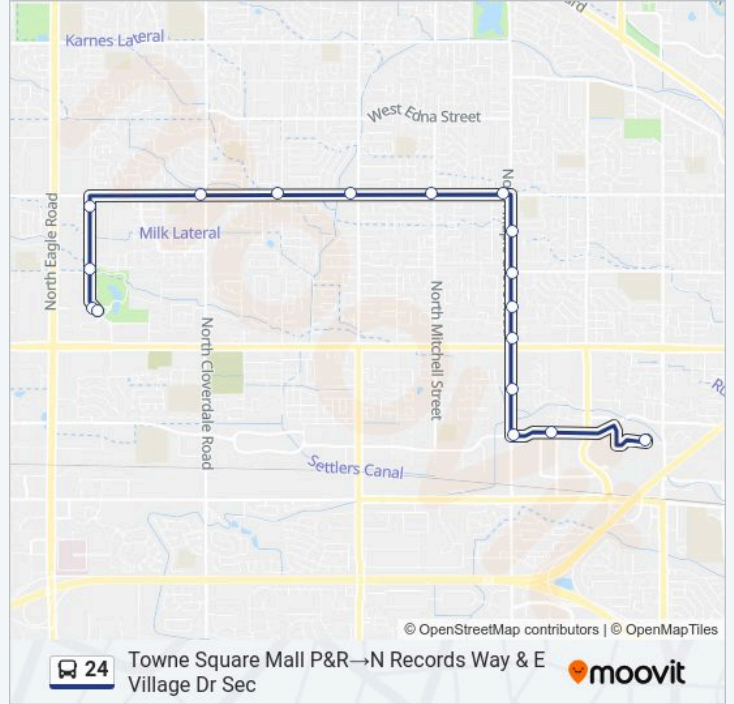 Karnes Lateral
West Edna Street
North Eagle Road
No
Milk Lateral
North Cloverdale Road
North Mitchell Street
Settlers Canal
© OpenStreetMap contributors | © OpenMapTiles
24
Towne Square Mall P&R→N Records Way & E
Village Dr Sec
moovit